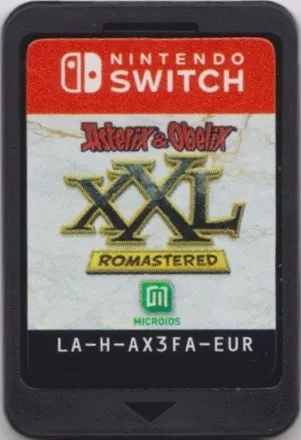 NINTENDO
SWITCH
Asterix & Obelix
XXL
ROMASTERED
MICROIDS
LA-H-AX3FA-EUR